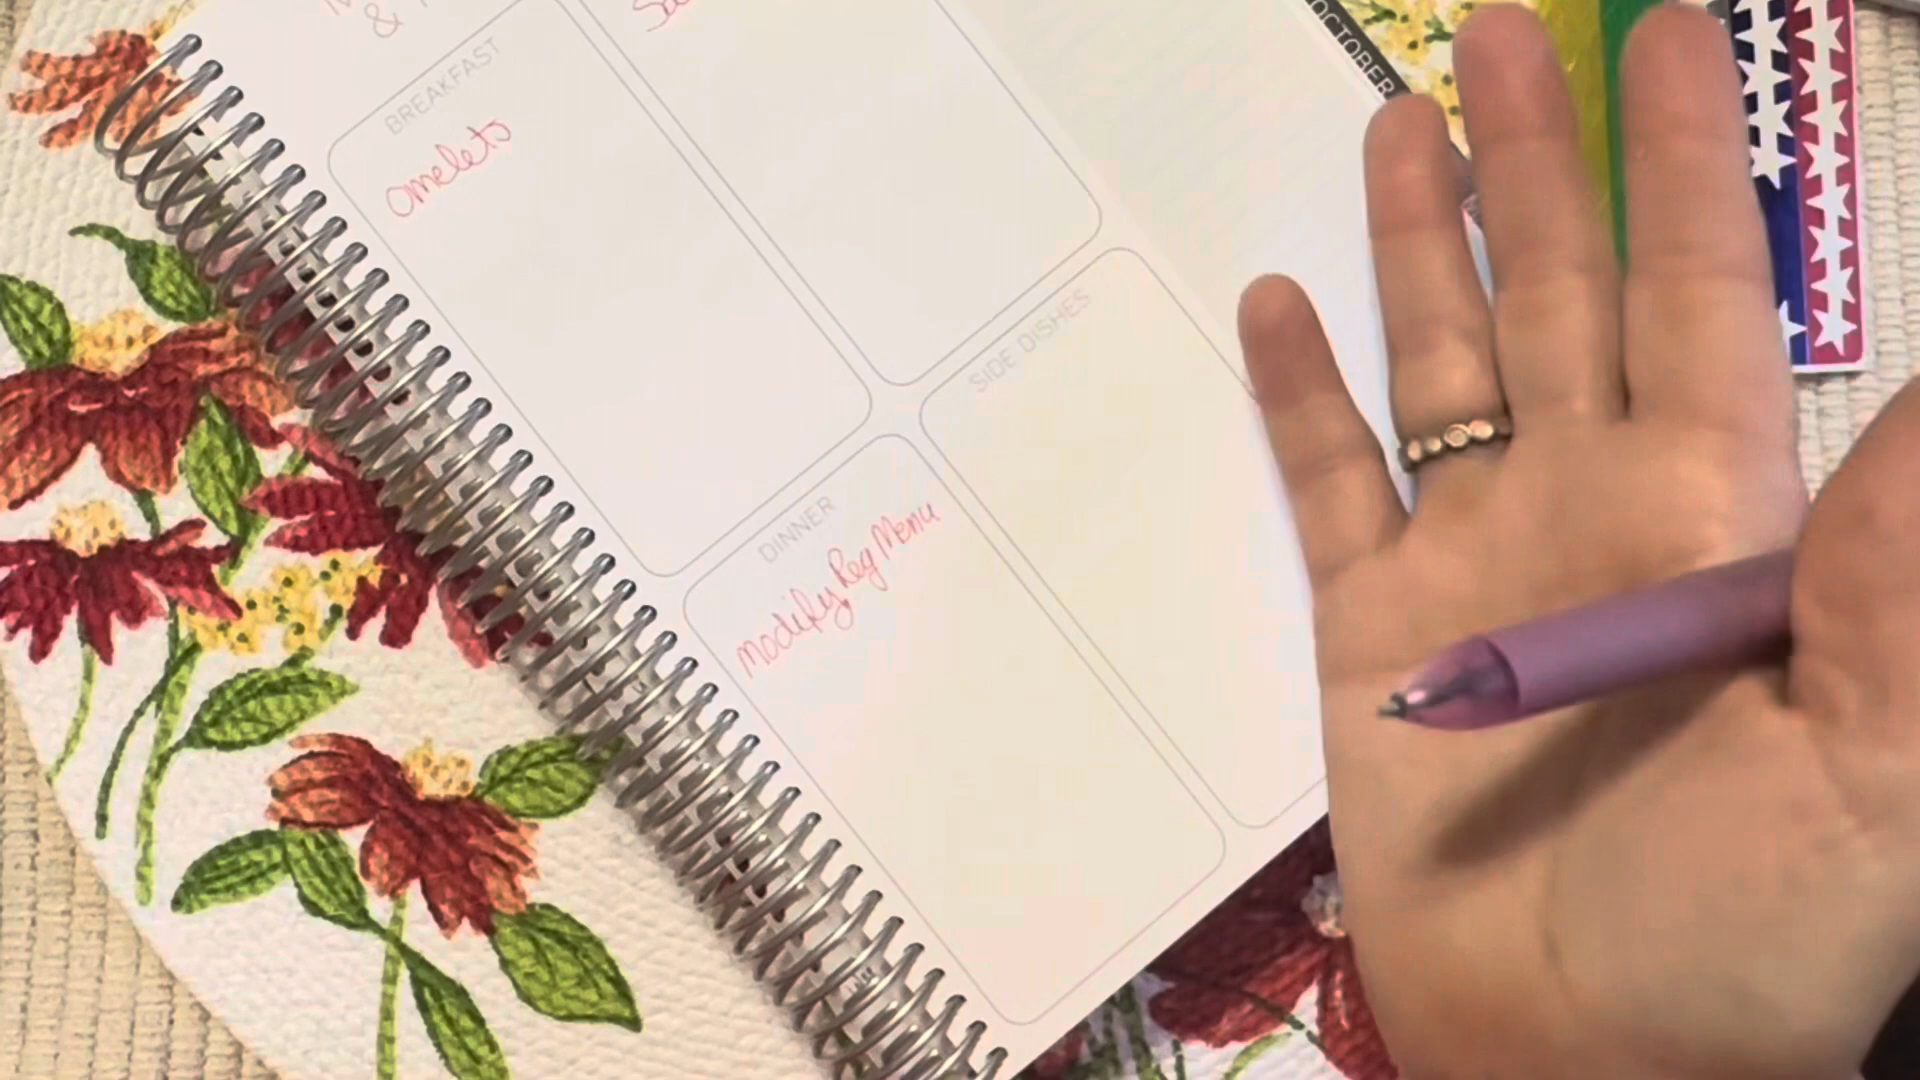 &
BREAKFAST
omelets
DINNER
Modify Reg Menu
SIDE DISHES
OCTOBER